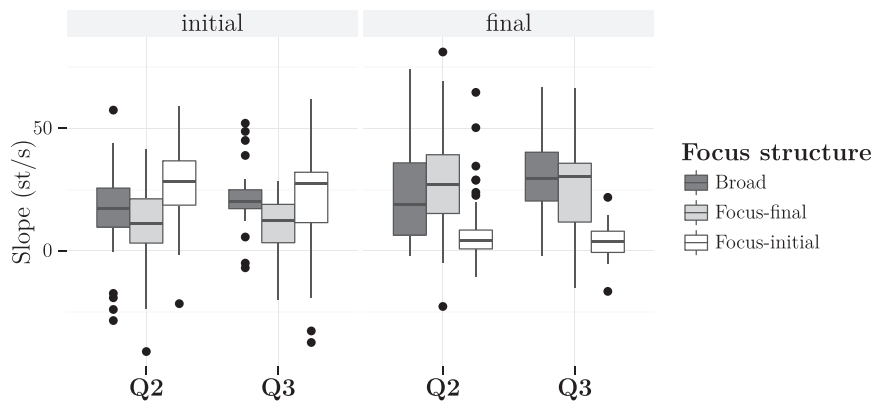 initial final
50
0
Slope (st/s)
Q2 Q3 Q2 Q3
Focus structure
Broad
Focus-final
Focus-initial